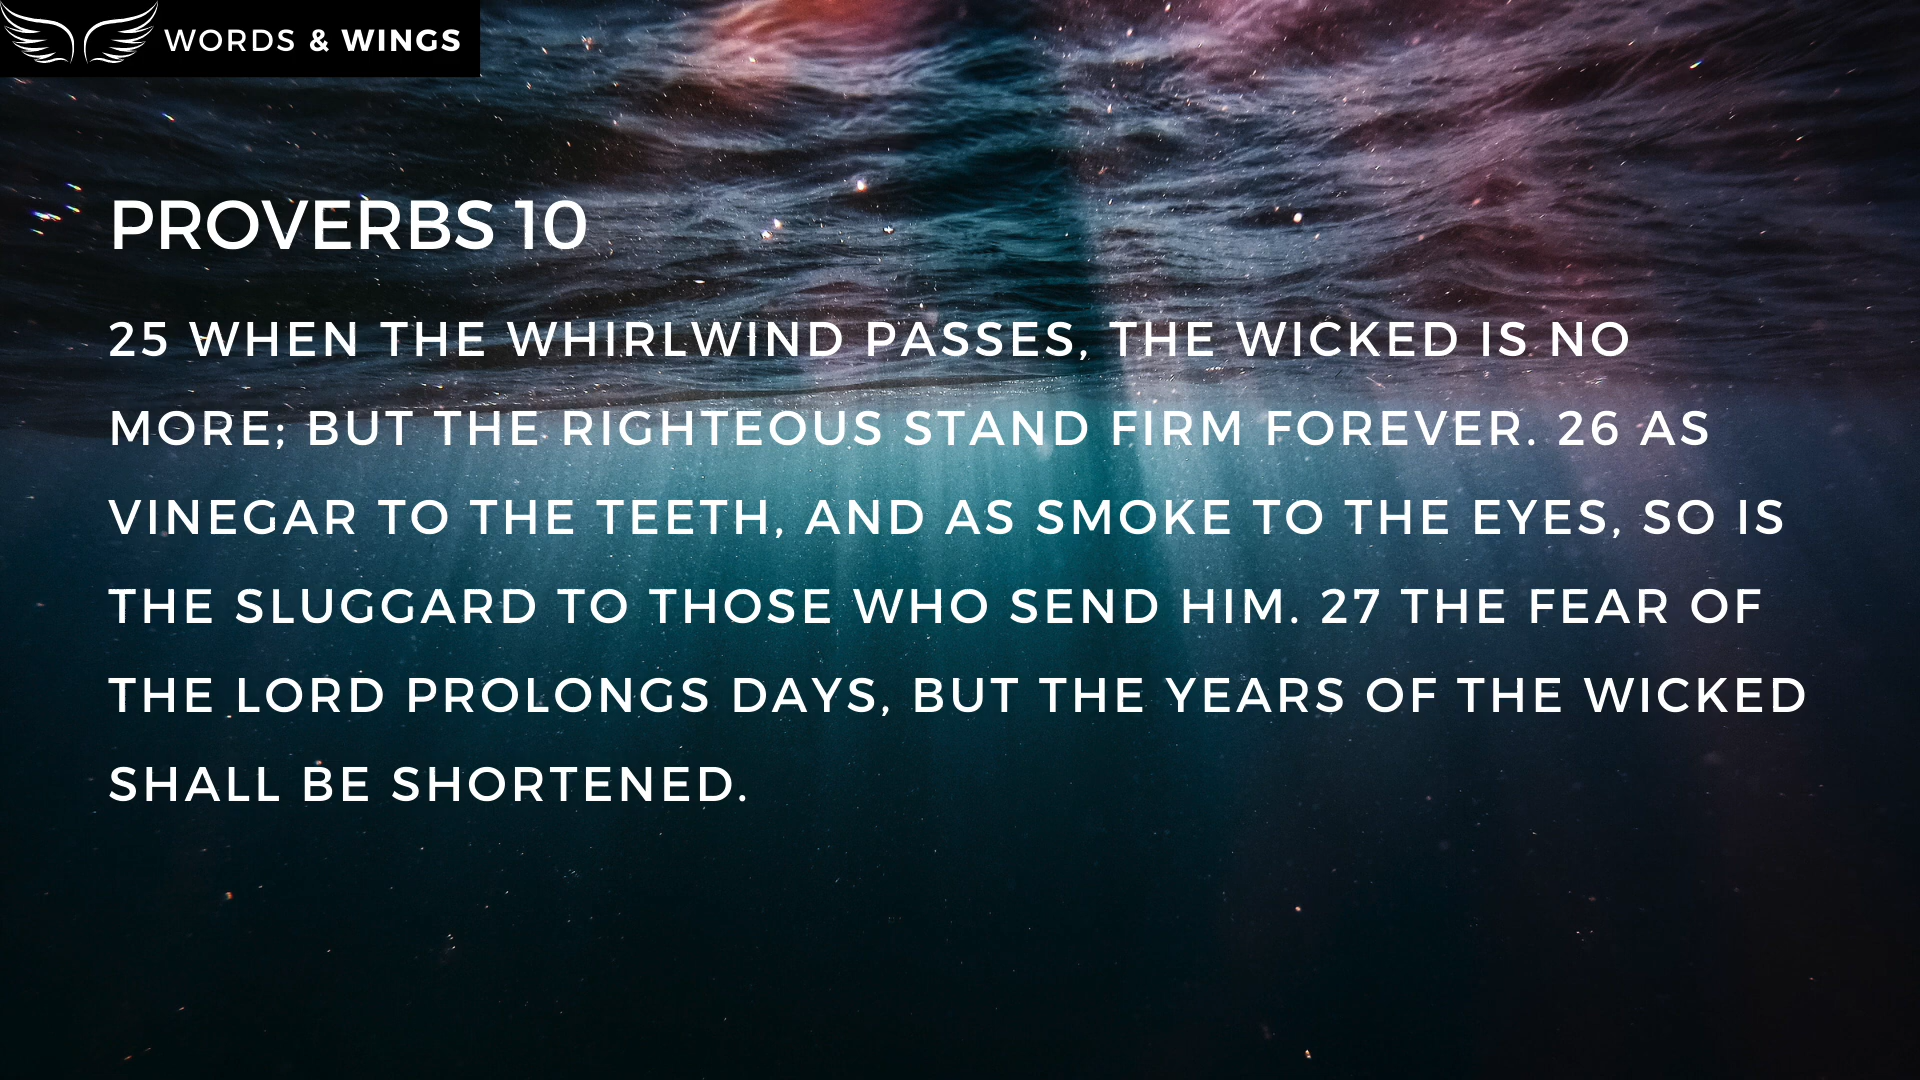 WORDS & WINGS
PROVERBS 10
25 WHEN THE WHIRLWIND PASSES, THE WICKED IS NO
MORE; BUT THE RIGHTEOUS STAND FIRM FOREVER. 26 AS
VINEGAR TO THE TEETH, AND AS SMOKE TO THE EYES, SO IS
THE SLUGGARD TO THOSE WHO SEND HIM. 27 THE FEAR OF
THE LORD PROLONGS DAYS, BUT THE YEARS OF THE WICKED
SHALL BE SHORTENED.